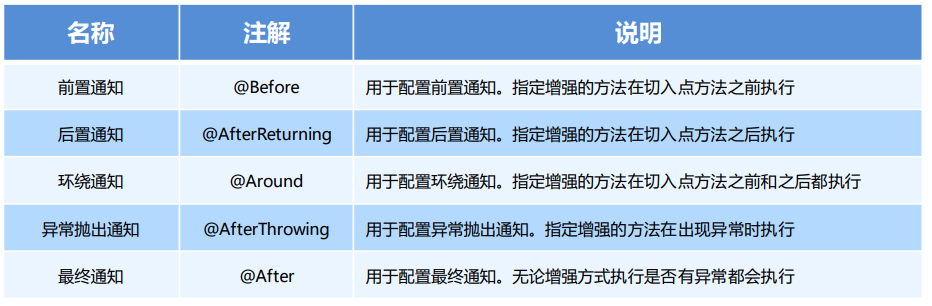 名称 注解 说明
前置通知 @Before 用于配置前置通知。指定增强的方法在切入点方法之前执行
后置通知 @AfterReturning 用于配置后置通知。指定增强的方法在切入点方法之后执行
环绕通知 @Around 用于配置环绕通知。指定增强的方法在切入点方法之前和之后都执行
异常抛出通知 @AfterThrowing 用于配置异常抛出通知。指定增强的方法在出现异常时执行
最终通知 @After 用于配置最终通知。无论增强方式执行是否有异常都会执行